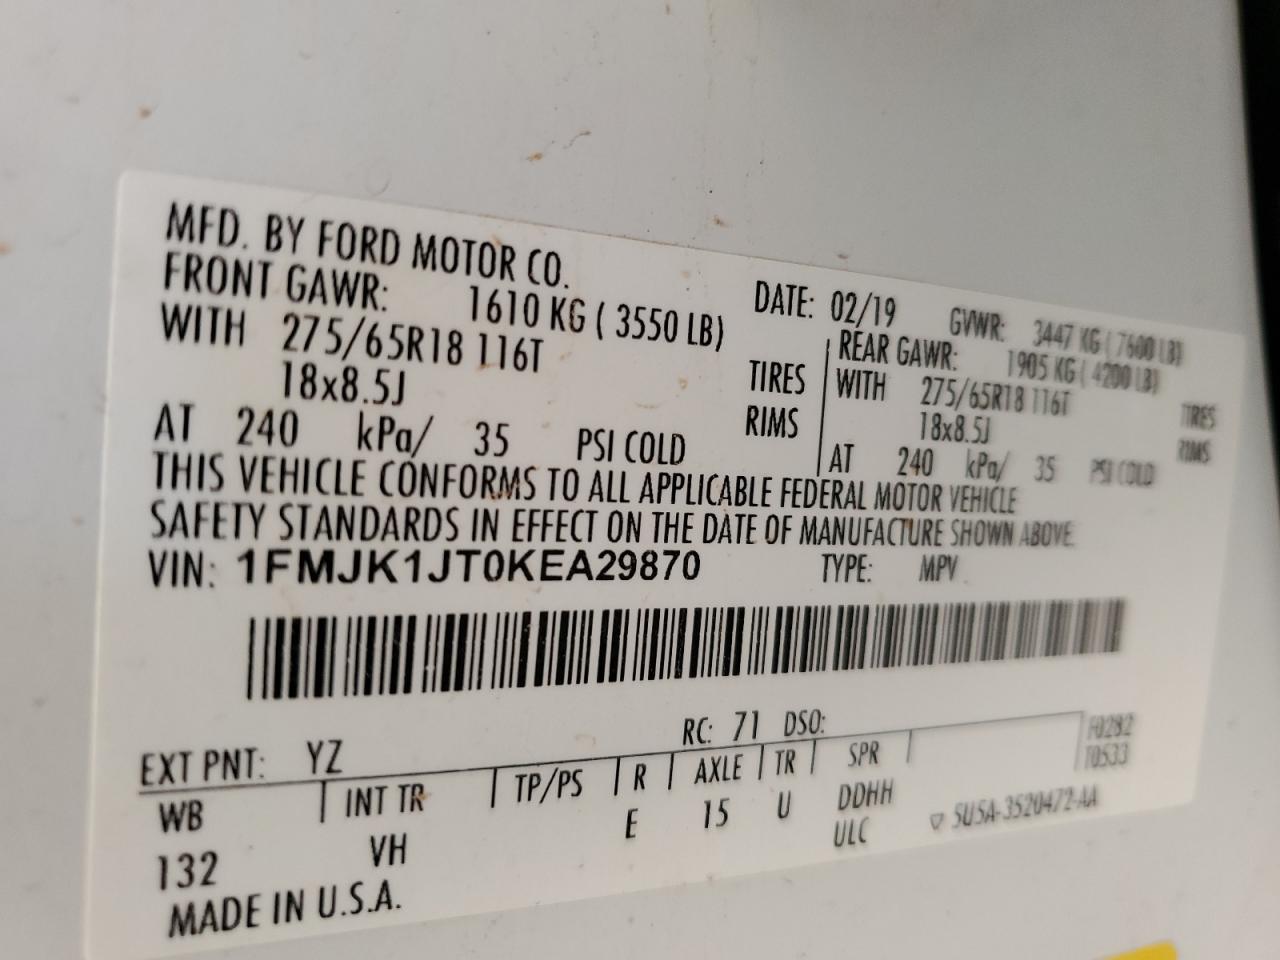 MFD. BY FORD MOTOR CO.
DATE: 02/19 GVWR: 3447 KG ( 7600 LB)
FRONT GAWR: 1610 KG ( 3550 LB)
REAR GAWR: 1905 KG ( 4200 LB)
WITH 275/65R18 116T TIRES
WITH 275/65R18 116T TIRES
18x8.5J RIMS
18x8.5J RIMS
AT 240 kPa/ 35 PSI COLD
AT 240 kPa/ 35 PSI COLD
THIS VEHICLE CONFORMS TO ALL APPLICABLE FEDERAL MOTOR VEHICLE
SAFETY STANDARDS IN EFFECT ON THE DATE OF MANUFACTURE SHOWN ABOVE.
VIN: 1FMJK1JT0KEA29870 TYPE: MPV
EXT PNT: YZ RC: 71 DSO: F0282
T0533
WB INT TR TP/PS R AXLE TR SPR
132 VH E 15 U DDHH
ULC
▽ 5U5A-3520472-AA
MADE IN U.S.A.